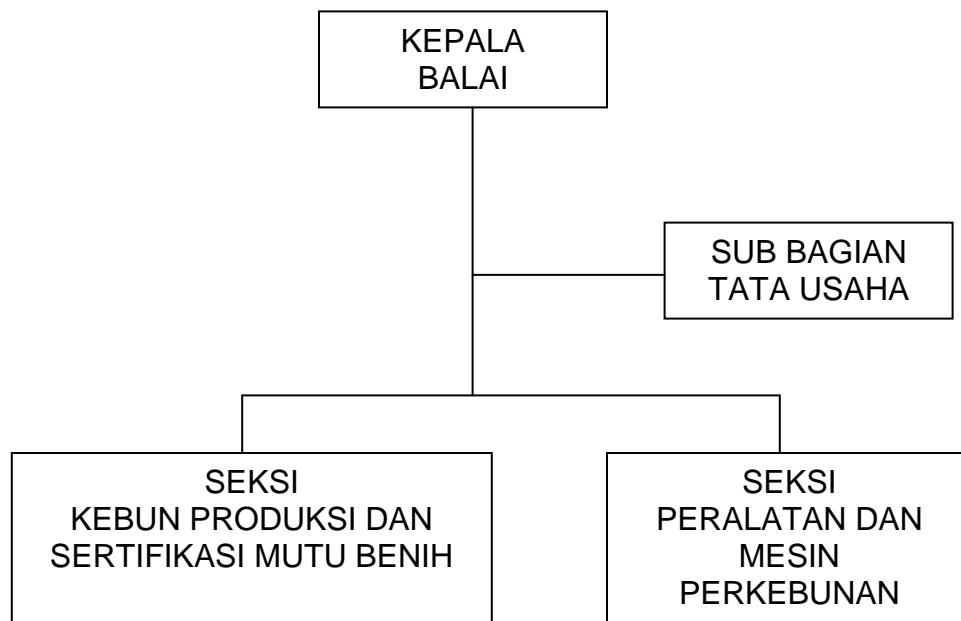 KEPALA
BALAI
SUB BAGIAN
TATA USAHA
SEKSI
KEBUN PRODUKSI DAN
SERTIFIKASI MUTU BENIH
SEKSI
PERALATAN DAN
MESIN
PERKEBUNAN